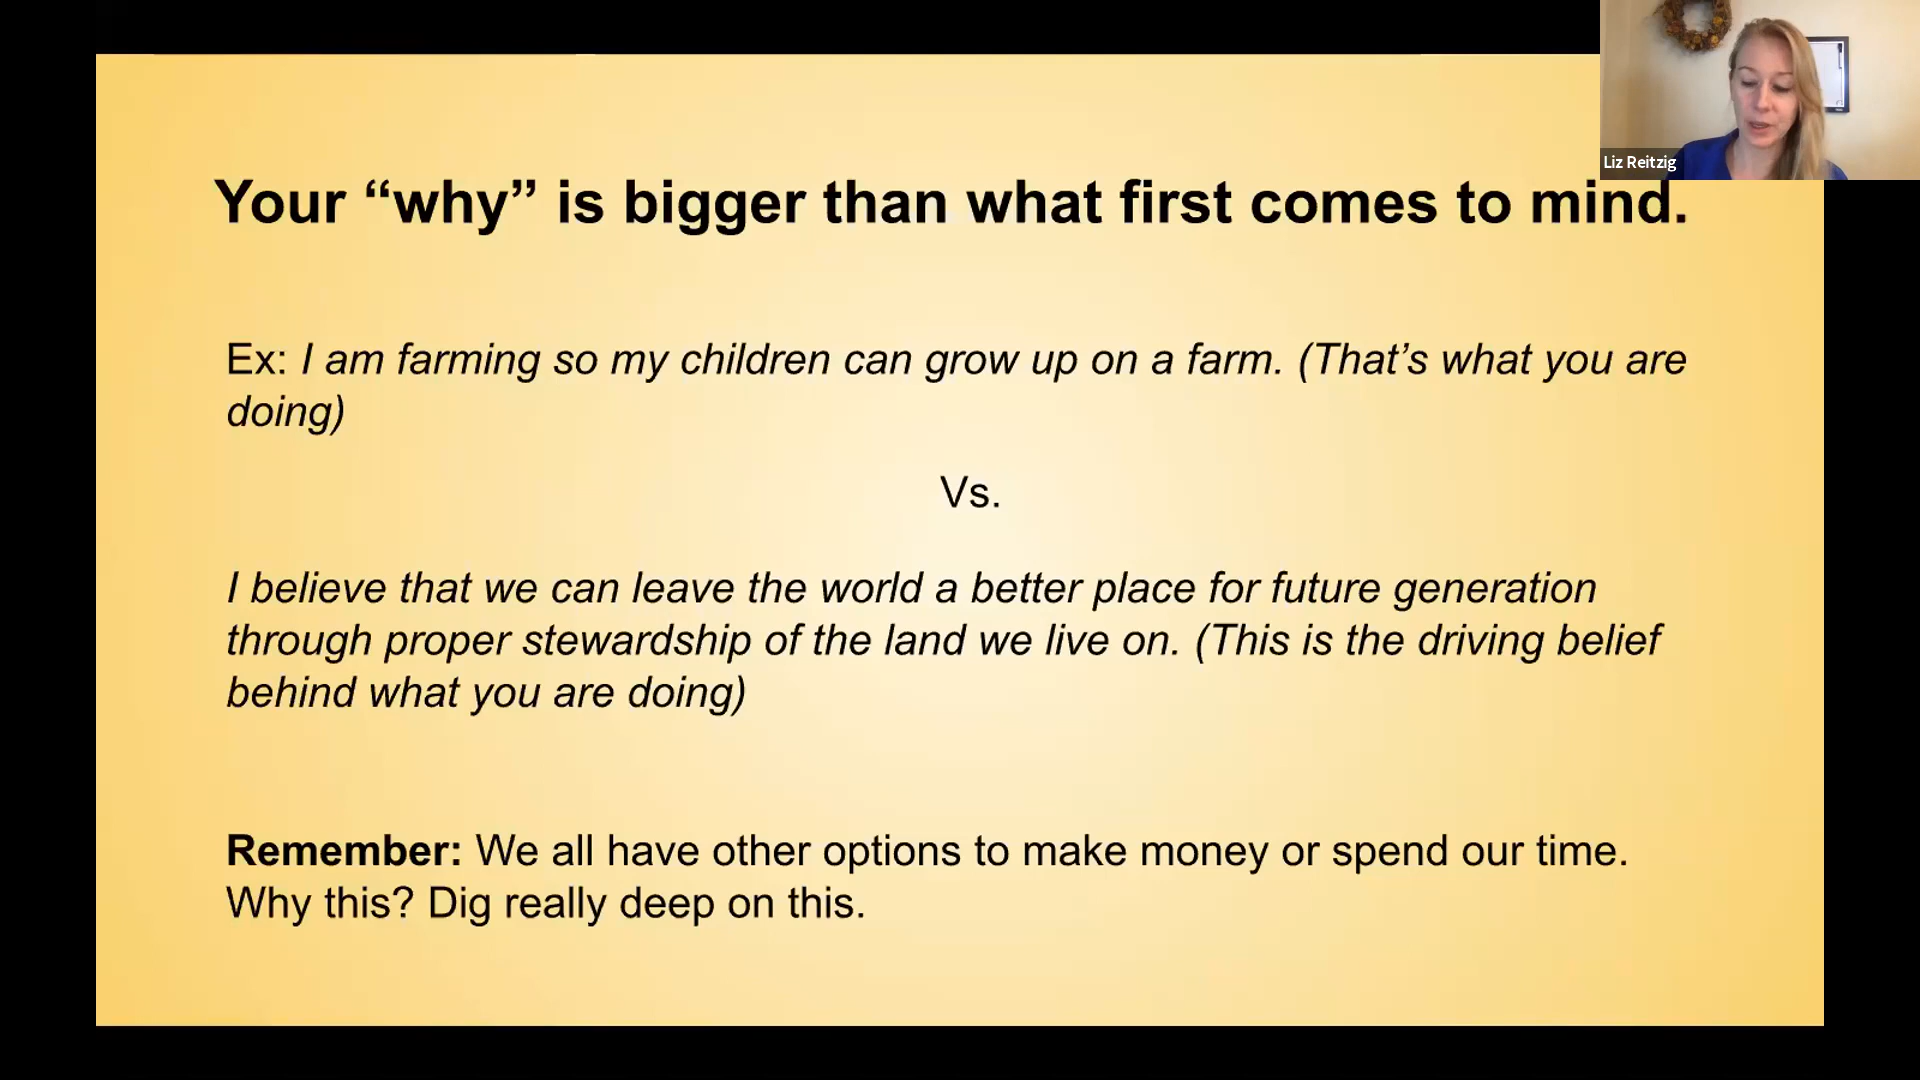 Liz Reitzig
Your “why” is bigger than what first comes to mind.
Ex: I am farming so my children can grow up on a farm. (That’s what you are
doing)
Vs.
I believe that we can leave the world a better place for future generation
through proper stewardship of the land we live on. (This is the driving belief
behind what you are doing)
Remember: We all have other options to make money or spend our time.
Why this? Dig really deep on this.